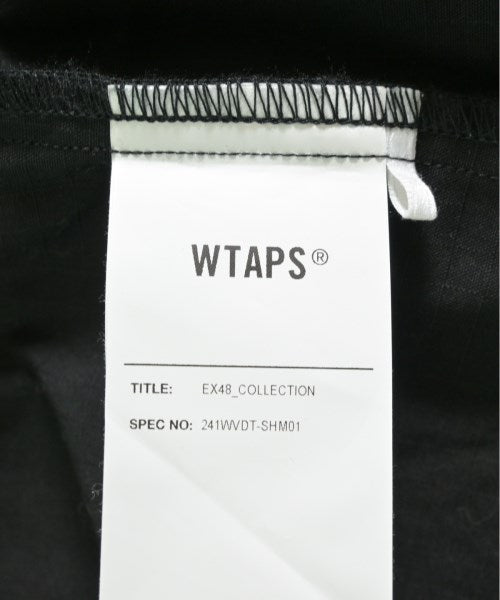 WTAPS®
TITLE: EX48_COLLECTION
SPEC NO: 241WVDT-SHM01